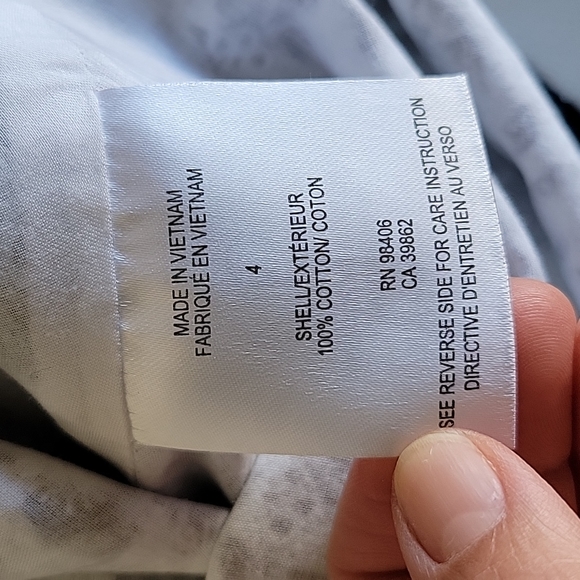 MADE IN VIETNAM
FABRIQUÉ EN VIETNAM
4
SHELL/EXTÉRIEUR
100% COTTON/ COTON
RN 98406
CA 39862
SEE REVERSE SIDE FOR CARE INSTRUCTION
DIRECTIVE D'ENTRETIEN AU VERSO